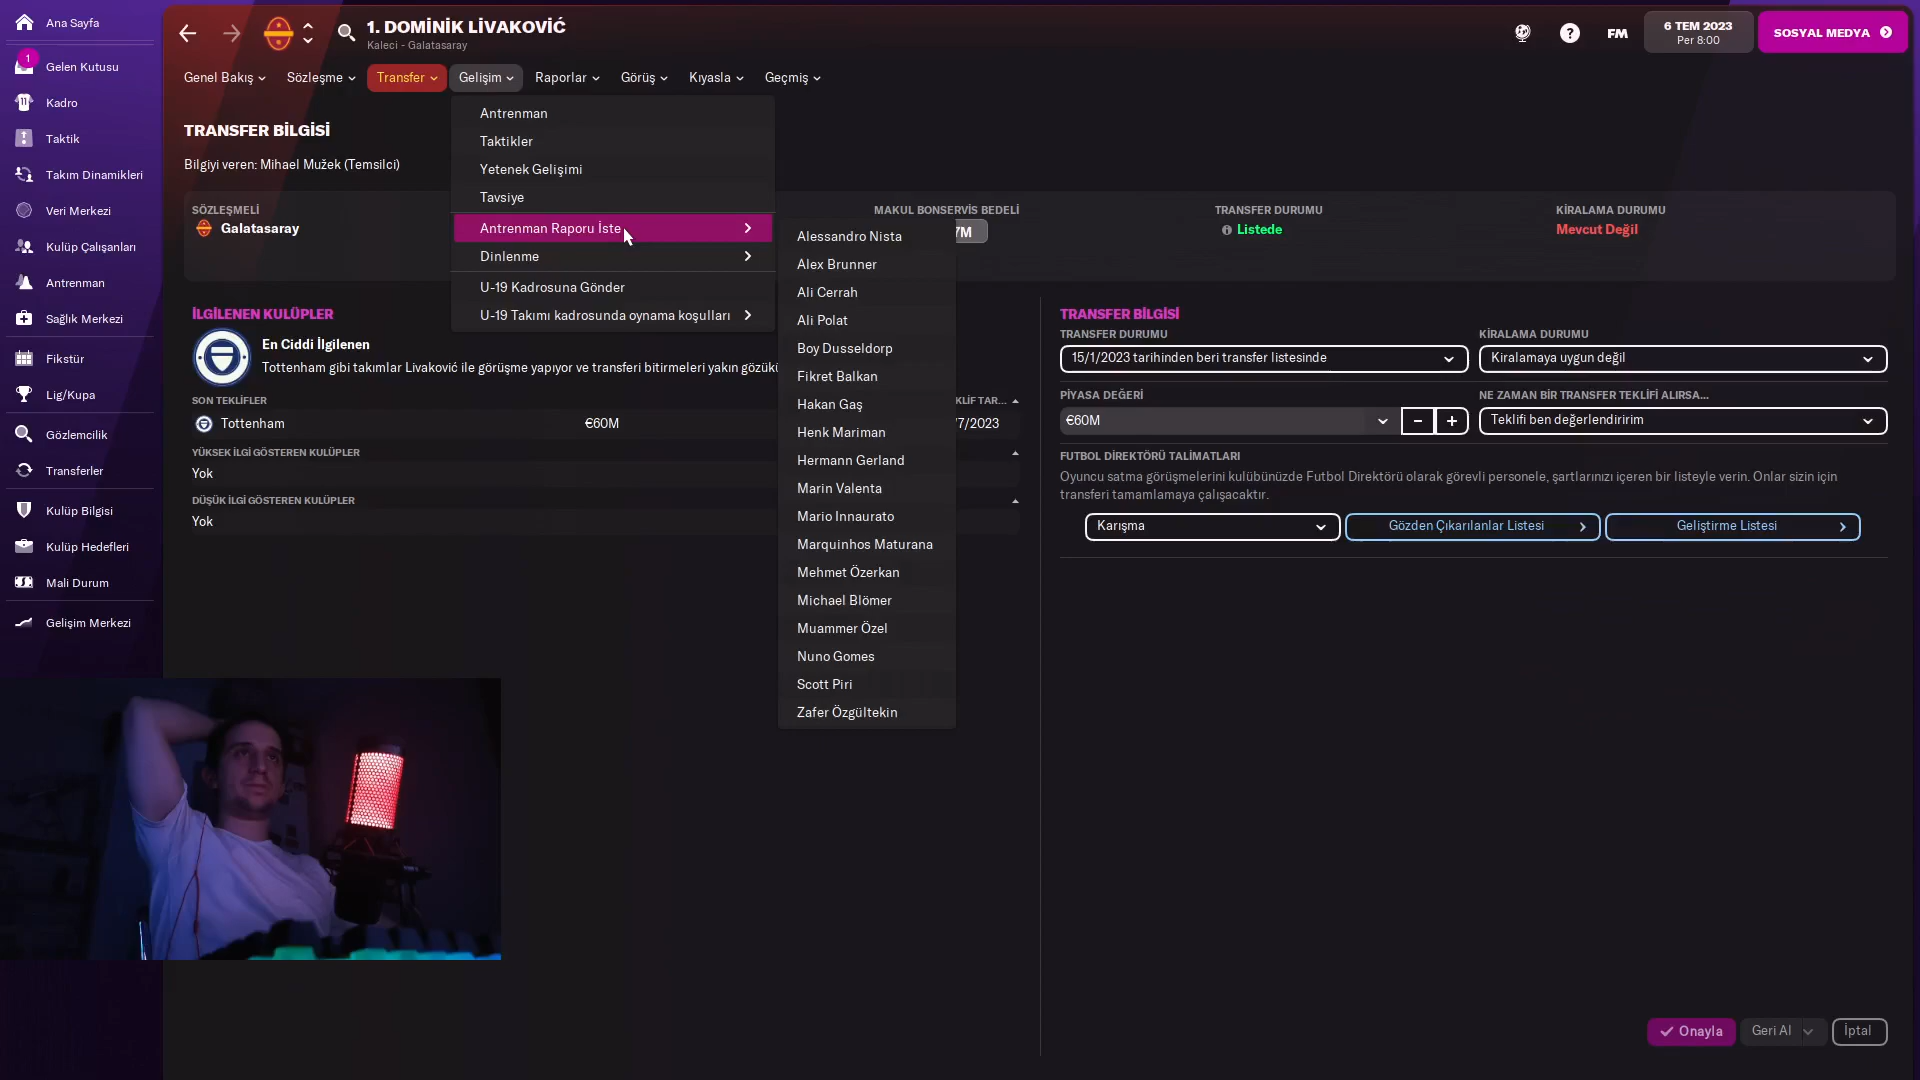 Ana Sayfa
1
Gelen Kutusu
Kadro
Taktik
Takım Dinamikleri
Veri Merkezi
Kulüp Çalışanları
Antrenman
Sağlık Merkezi
Fikstür
Lig/Kupa
Gözlemcilik
Transferler
Kulüp Bilgisi
Kulüp Hedefleri
Mali Durum
Gelişim Merkezi
1. DOMİNİK LİVAKOVİĆ
Kaleci - Galatasaray
FM
6 TEM 2023
Per 8:00
SOSYAL MEDYA
Genel Bakış
Sözleşme
Transfer
Gelişim
Raporlar
Görüş
Kıyasla
Geçmiş
TRANSFER BİLGİSİ
Bilgiyi veren: Mihael Mužek (Temsilci)
Antrenman
Taktikler
Yetenek Gelişimi
Tavsiye
Antrenman Raporu İste
Dinlenme
U-19 Kadrosuna Gönder
U-19 Takımı kadrosunda oynama koşulları
Alessandro Nista
Alex Brunner
Ali Cerrah
Ali Polat
Boy Dusseldorp
Fikret Balkan
Hakan Gaş
Henk Mariman
Hermann Gerland
Marin Valenta
Mario Innaurato
Marquinhos Maturana
Mehmet Özerkan
Michael Blömer
Muammer Özel
Nuno Gomes
Scott Piri
Zafer Özgültekin
SÖZLEŞMELİ
Galatasaray
MAKUL BONSERVİS BEDELİ
7M
TRANSFER DURUMU
Listede
KİRALAMA DURUMU
Mevcut Değil
İLGİLENEN KULÜPLER
En Ciddi İlgilenen
Tottenham gibi takımlar Livaković ile görüşme yapıyor ve transferi bitirmeleri yakın gözükü
SON TEKLİFLER
KLİF TAR...
Tottenham
€60M
/7/2023
YÜKSEK İLGİ GÖSTEREN KULÜPLER
Yok
DÜŞÜK İLGİ GÖSTEREN KULÜPLER
Yok
TRANSFER BİLGİSİ
TRANSFER DURUMU
15/1/2023 tarihinden beri transfer listesinde
KİRALAMA DURUMU
Kiralamaya uygun değil
PİYASA DEĞERİ
€60M
NE ZAMAN BİR TRANSFER TEKLİFİ ALIRSA...
Teklifi ben değerlendiririm
FUTBOL DİREKTÖRÜ TALİMATLARI
Oyuncu satma görüşmelerini kulübünüzde Futbol Direktörü olarak görevli personele, şartlarınızı içeren bir listeyle verin. Onlar sizin için
transferi tamamlamaya çalışacaktır.
Karışma
Gözden Çıkarılanlar Listesi
Geliştirme Listesi
Onayla
Geri Al
İptal